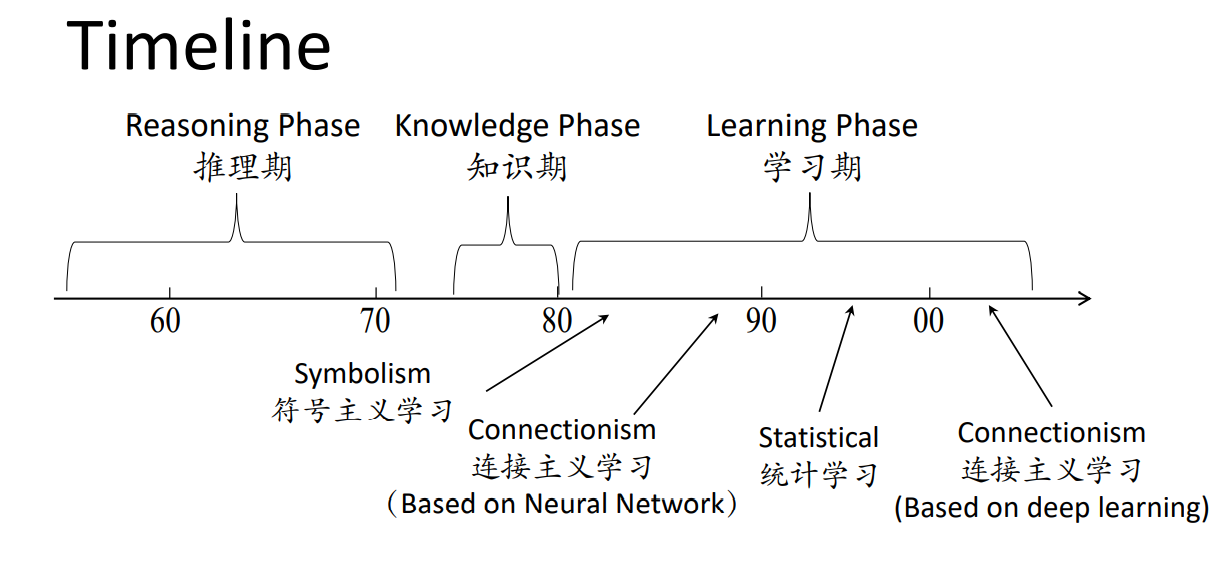 Timeline
Reasoning Phase
推理期
Knowledge Phase
知识期
Learning Phase
学习期
60
70
80
90
00
Symbolism
符号主义学习
Connectionism
连接主义学习
（Based on Neural Network）
Statistical
统计学习
Connectionism
连接主义学习
(Based on deep learning)